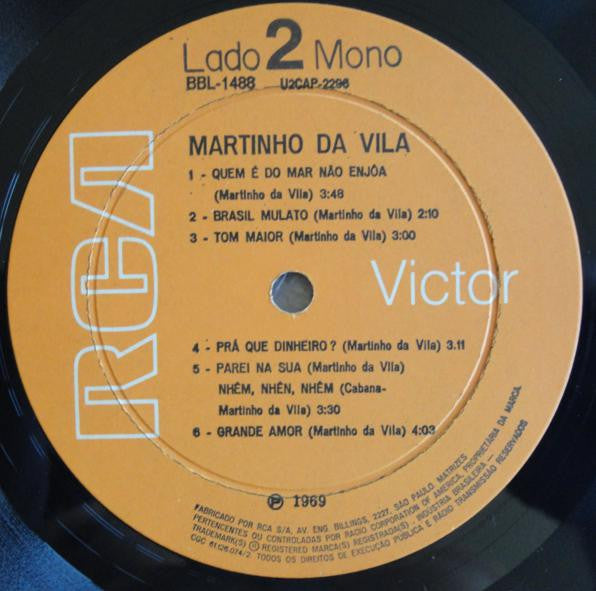 Lado 2 Mono
BBL-1488 U2CAP-2296
RCA
MARTINHO DA VILA
1 - QUEM É DO MAR NÃO ENJÔA
(Martinho da Vila) 3:48
2 - BRASIL MULATO (Martinho da Vila) 2:10
3 - TOM MAIOR (Martinho da Vila) 3:00
Victor
4 - PRÁ QUE DINHEIRO? (Martinho da Vila) 3.11
5 - PAREI NA SUA (Martinho da Vila)
NHÊM, NHÊN, NHÊM (Cabana-
Martinho da Vila) 3:30
6 - GRANDE AMOR (Martinho da Vila) 4:03
℗ 1969
FABRICADO POR RCA S/A, AV. ENG. BILLINGS, 2227, SÃO PAULO. MATRIZES
PERTENCENTES OU CONTROLADAS POR RADIO CORPORATION OF AMERICA, PROPRIETÁRIA DA MARCA.
TRADEMARK(S) ® REGISTERED MARCA(S) REGISTRADA(S) - INDÚSTRIA BRASILEIRA -
CGC 61.126.074/2 TODOS OS DIREITOS DE EXECUÇÃO PÚBLICA E RÁDIO TRANSMISSÃO RESERVADOS